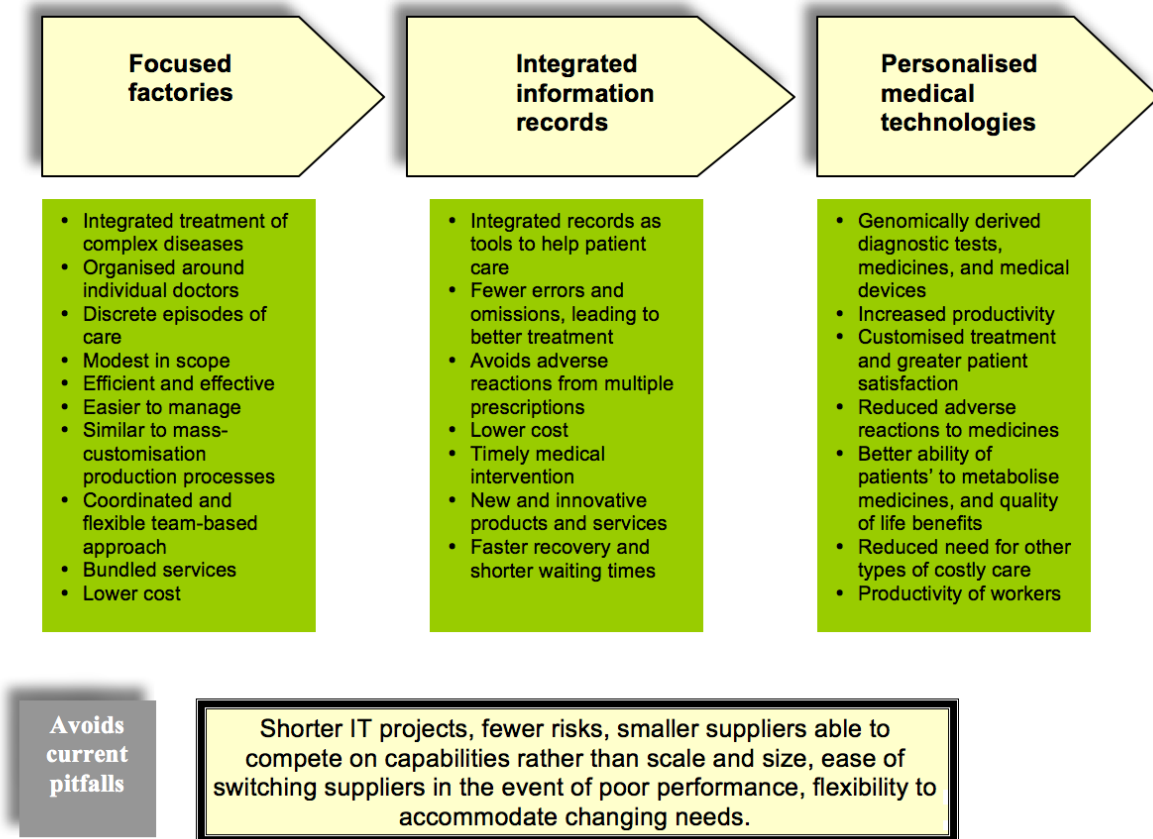 Focused
factories
Integrated
information
records
Personalised
medical
technologies
• Integrated treatment of
complex diseases
• Organised around
individual doctors
• Discrete episodes of
care
• Modest in scope
• Efficient and effective
• Easier to manage
• Similar to mass-
customisation
production processes
• Coordinated and
flexible team-based
approach
• Bundled services
• Lower cost
• Integrated records as
tools to help patient
care
• Fewer errors and
omissions, leading to
better treatment
• Avoids adverse
reactions from multiple
prescriptions
• Lower cost
• Timely medical
intervention
• New and innovative
products and services
• Faster recovery and
shorter waiting times
• Genomically derived
diagnostic tests,
medicines, and medical
devices
• Increased productivity
• Customised treatment
and greater patient
satisfaction
• Reduced adverse
reactions to medicines
• Better ability of
patients' to metabolise
medicines, and quality
of life benefits
• Reduced need for other
types of costly care
• Productivity of workers
Avoids
current
pitfalls
Shorter IT projects, fewer risks, smaller suppliers able to
compete on capabilities rather than scale and size, ease of
switching suppliers in the event of poor performance, flexibility to
accommodate changing needs.